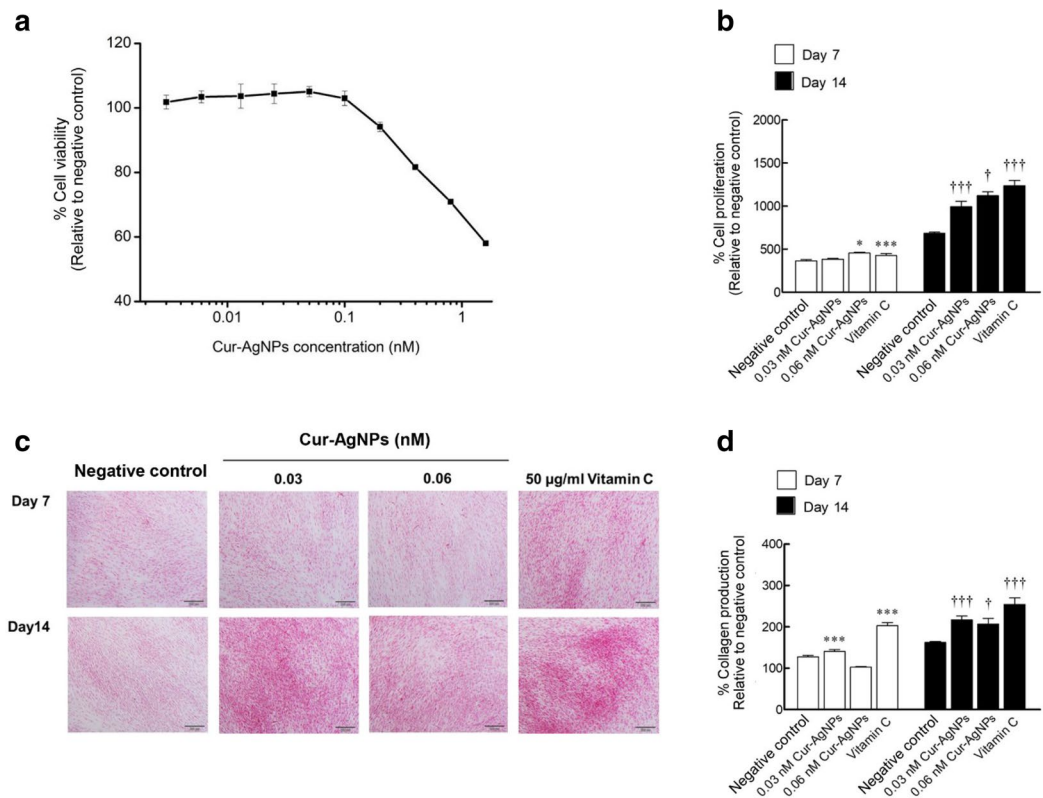 a
120
100
80
60
40
% Cell viability
(Relative to negative control)
0.01
0.1
1
Cur-AgNPs concentration (nM)
b
Day 7
Day 14
2000
1500
1000
500
0
% Cell proliferation
(Relative to negative control)
*
***
†††
†
†††
Negative control
0.03 nM Cur-AgNPs
0.06 nM Cur-AgNPs
Vitamin C
Negative control
0.03 nM Cur-AgNPs
0.06 nM Cur-AgNPs
Vitamin C
c
Cur-AgNPs (nM)
Negative control
0.03
0.06
50 µg/ml Vitamin C
Day 7
Day14
d
Day 7
Day 14
400
300
200
100
0
% Collagen production
Relative to negative control
***
***
†††
†
†††
Negative control
0.03 nM Cur-AgNPs
0.06 nM Cur-AgNPs
Vitamin C
Negative control
0.03 nM Cur-AgNPs
0.06 nM Cur-AgNPs
Vitamin C